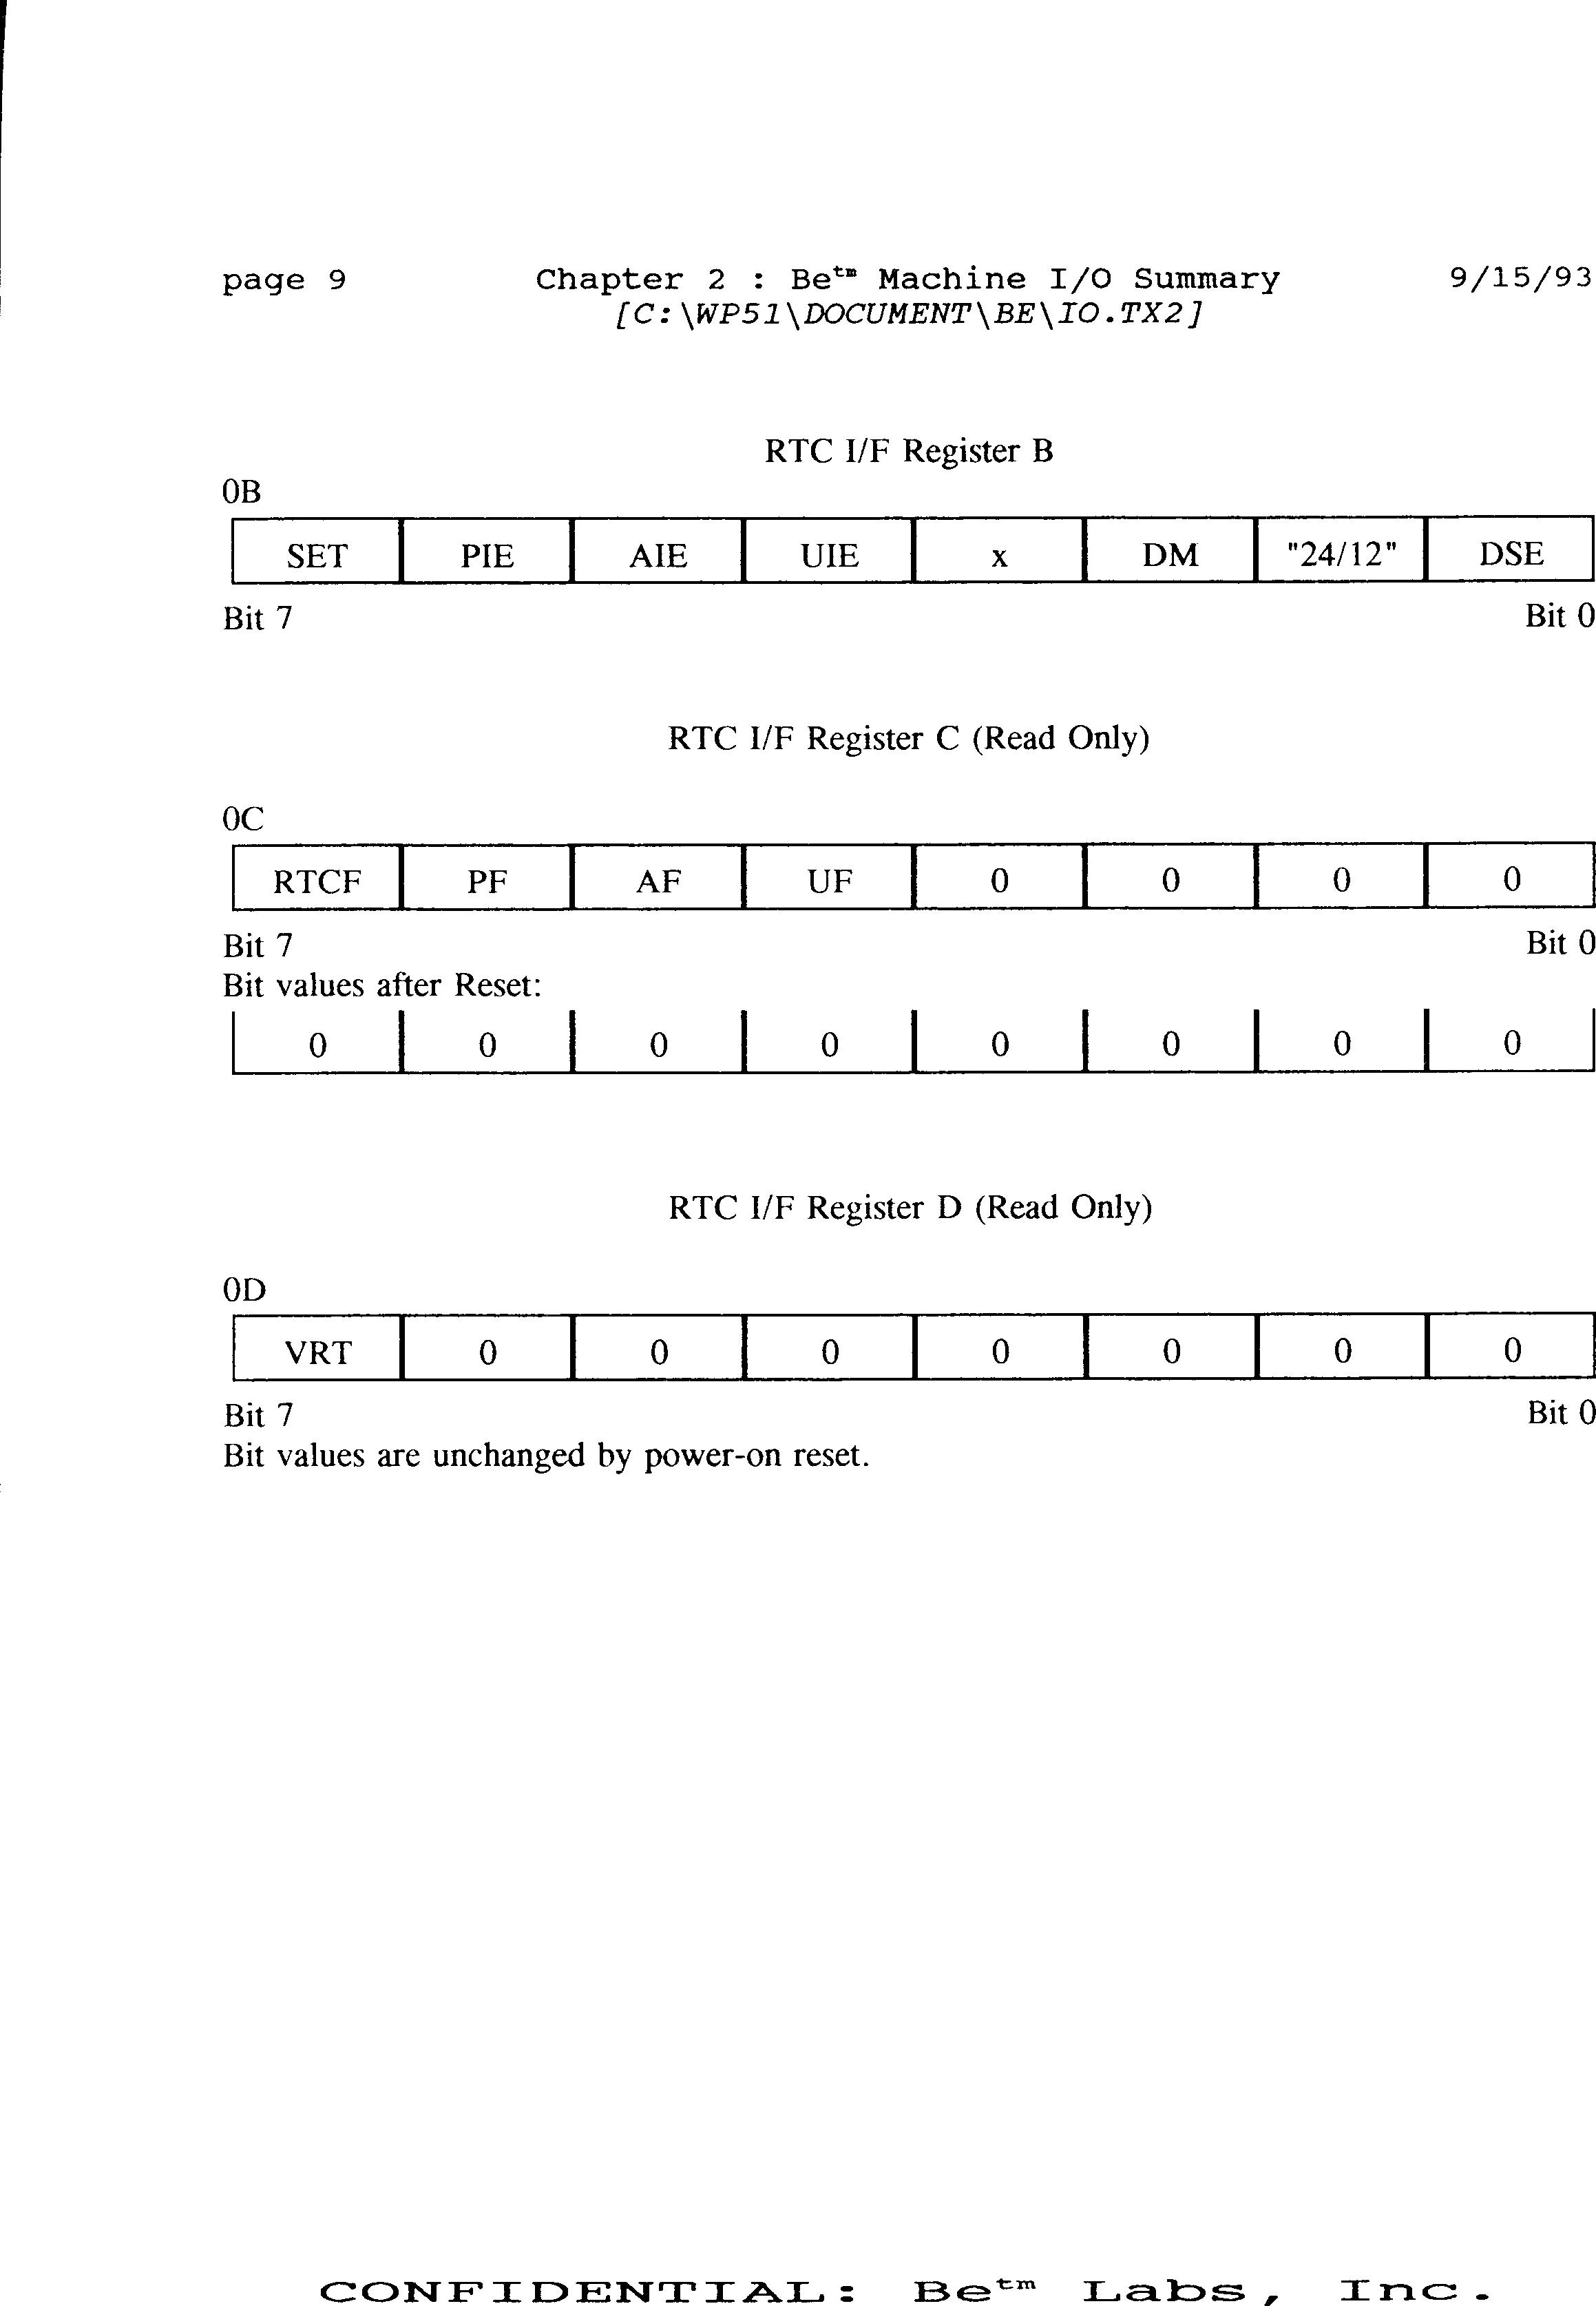 page 9 Chapter 2 : Be™ Machine I/O Summary 9/15/93
[C:\WP51\DOCUMENT\BE\IO.TX2]
RTC I/F Register B
0B
SET PIE AIE UIE x DM "24/12" DSE
Bit 7 Bit 0
RTC I/F Register C (Read Only)
0C
RTCF PF AF UF 0 0 0 0
Bit 7 Bit 0
Bit values after Reset:
0 0 0 0 0 0 0 0
RTC I/F Register D (Read Only)
0D
VRT 0 0 0 0 0 0 0
Bit 7 Bit 0
Bit values are unchanged by power-on reset.
CONFIDENTIAL: Be™ Labs, Inc.